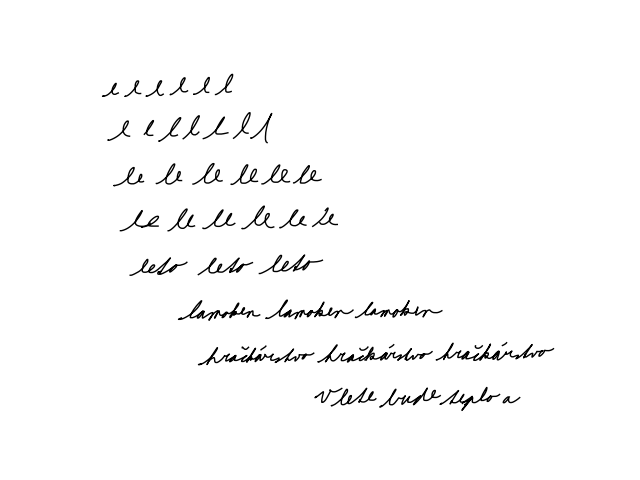 l l l l l l
l l l l l l l
le le le le le le
le le le le le le
leto leto leto
lamoken lamoken lamoken
hračkárstvo hračkárstvo hračkárstvo
V lete bude teplo a